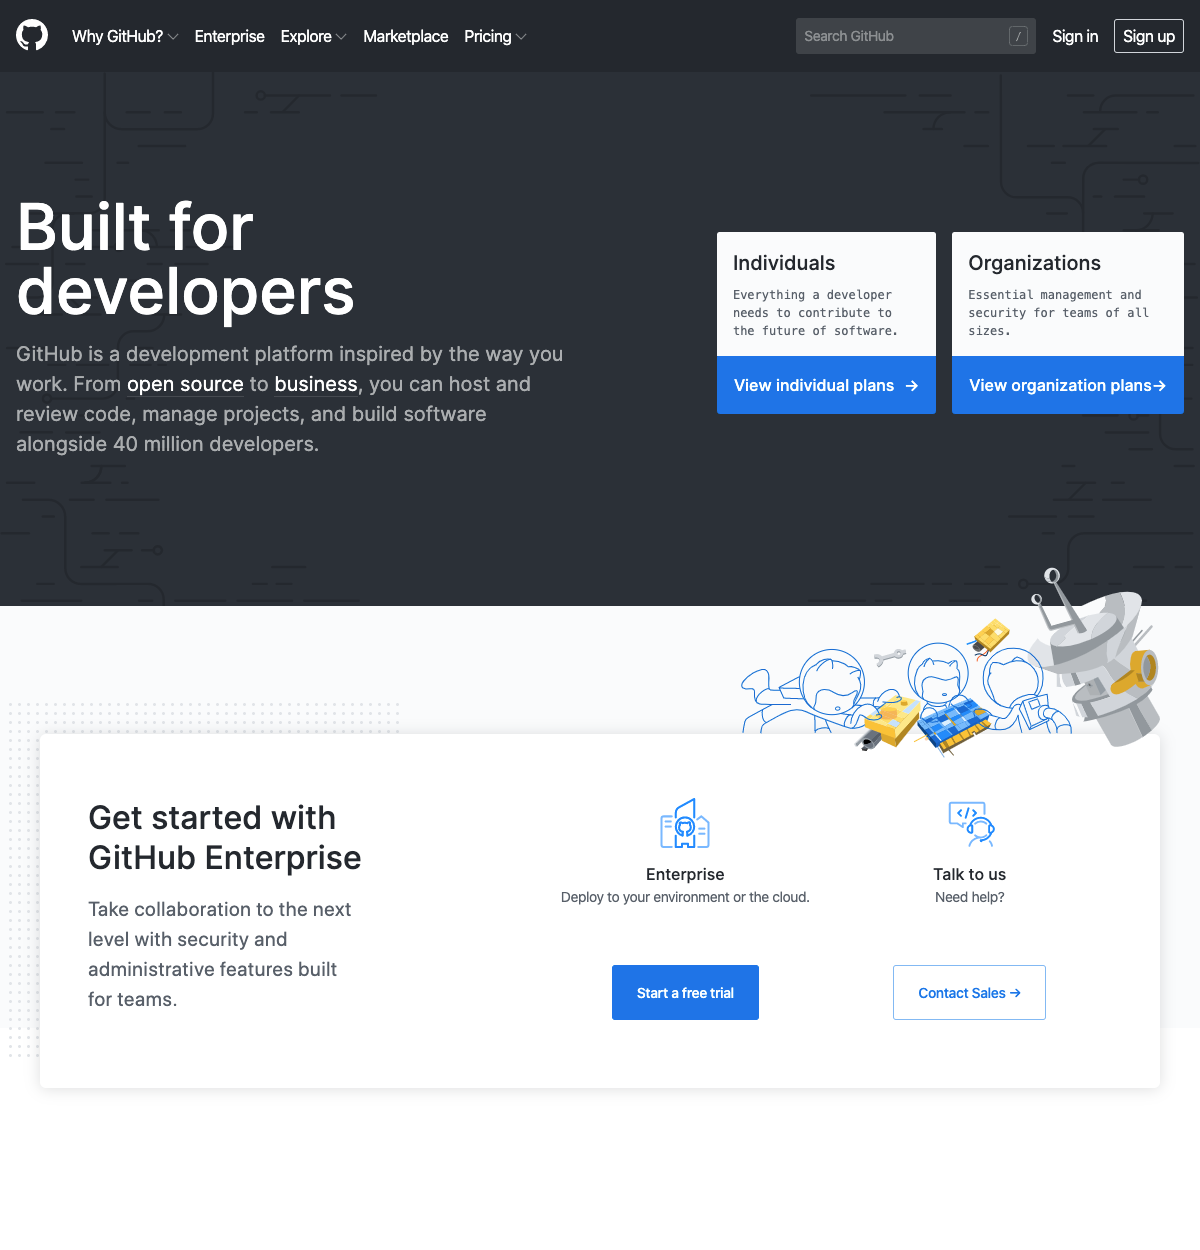 Why GitHub? Enterprise Explore Marketplace Pricing Search GitHub / Sign in Sign up
Built for
developers
GitHub is a development platform inspired by the way you
work. From open source to business, you can host and
review code, manage projects, and build software
alongside 40 million developers.
Individuals
Everything a developer
needs to contribute to
the future of software.
View individual plans →
Organizations
Essential management and
security for teams of all
sizes.
View organization plans→
Get started with
GitHub Enterprise
Take collaboration to the next
level with security and
administrative features built
for teams.
Enterprise
Deploy to your environment or the cloud.
Start a free trial
</>
Talk to us
Need help?
Contact Sales →